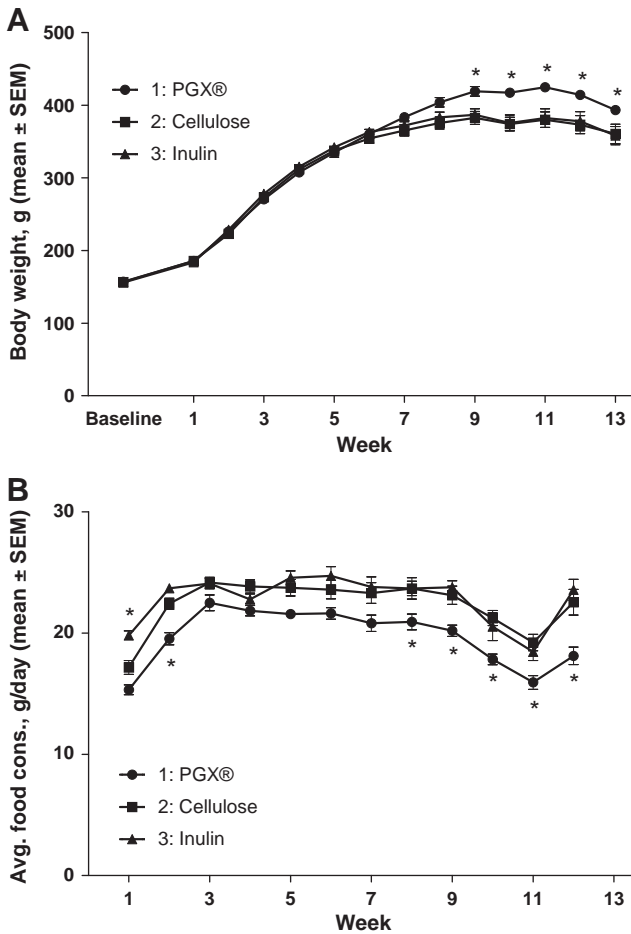 A
500
400
300
200
100
0
Body weight, g (mean ± SEM)
1: PGX®
2: Cellulose
3: Inulin
* * * * *
Baseline 1 3 5 7 9 11 13
Week
B
30
20
10
0
Avg. food cons., g/day (mean ± SEM)
* * * * * * *
1: PGX®
2: Cellulose
3: Inulin
1 3 5 7 9 11 13
Week